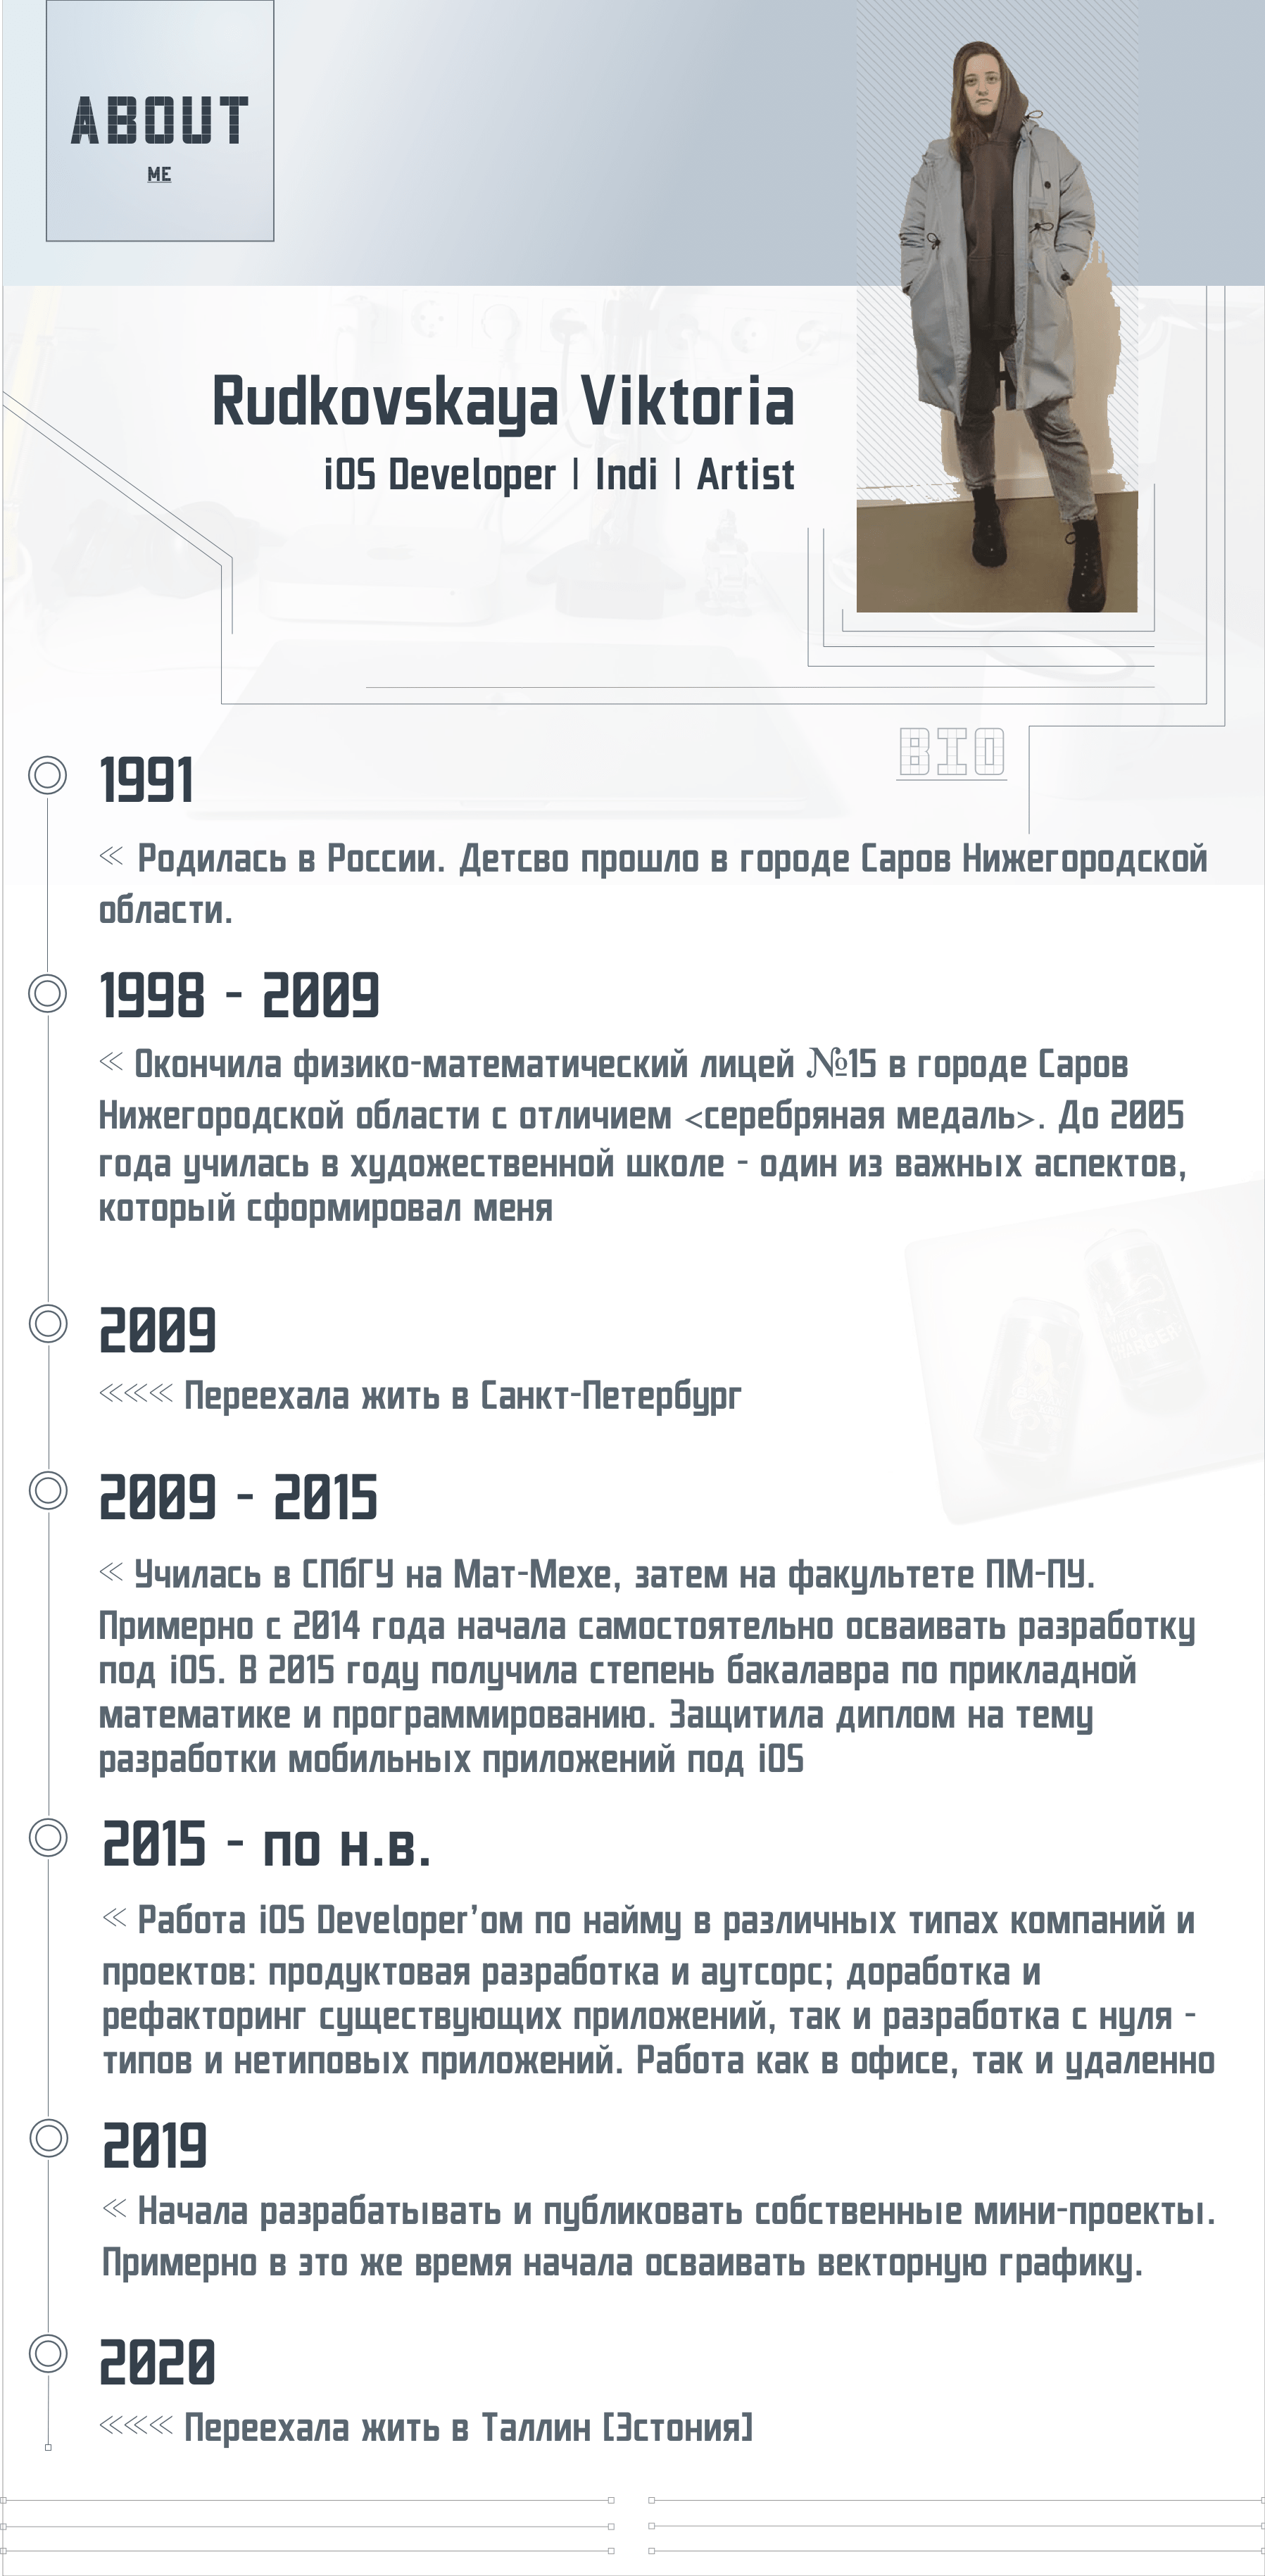 ABOUT
ME
Rudkovskaya Viktoria
iOS Developer | Indi | Artist
BIO
1991
« Родилась в России. Детсво прошло в городе Саров Нижегородской
области.
1998 - 2009
« Окончила физико-математический лицей №15 в городе Саров
Нижегородской области с отличием <серебряная медаль>. До 2005
года училась в художественной школе - один из важных аспектов,
который сформировал меня
2009
««« Переехала жить в Санкт-Петербург
2009 - 2015
« Училась в СПбГУ на Мат-Мехе, затем на факультете ПМ-ПУ.
Примерно с 2014 года начала самостоятельно осваивать разработку
под iOS. В 2015 году получила степень бакалавра по прикладной
математике и программированию. Защитила диплом на тему
разработки мобильных приложений под iOS
2015 - по н.в.
« Работа iOS Developer’ом по найму в различных типах компаний и
проектов: продуктовая разработка и аутсорс; доработка и
рефакторинг существующих приложений, так и разработка с нуля -
типов и нетиповых приложений. Работа как в офисе, так и удаленно
2019
« Начала разрабатывать и публиковать собственные мини-проекты.
Примерно в это же время начала осваивать векторную графику.
2020
««« Переехала жить в Таллин [Эстония]